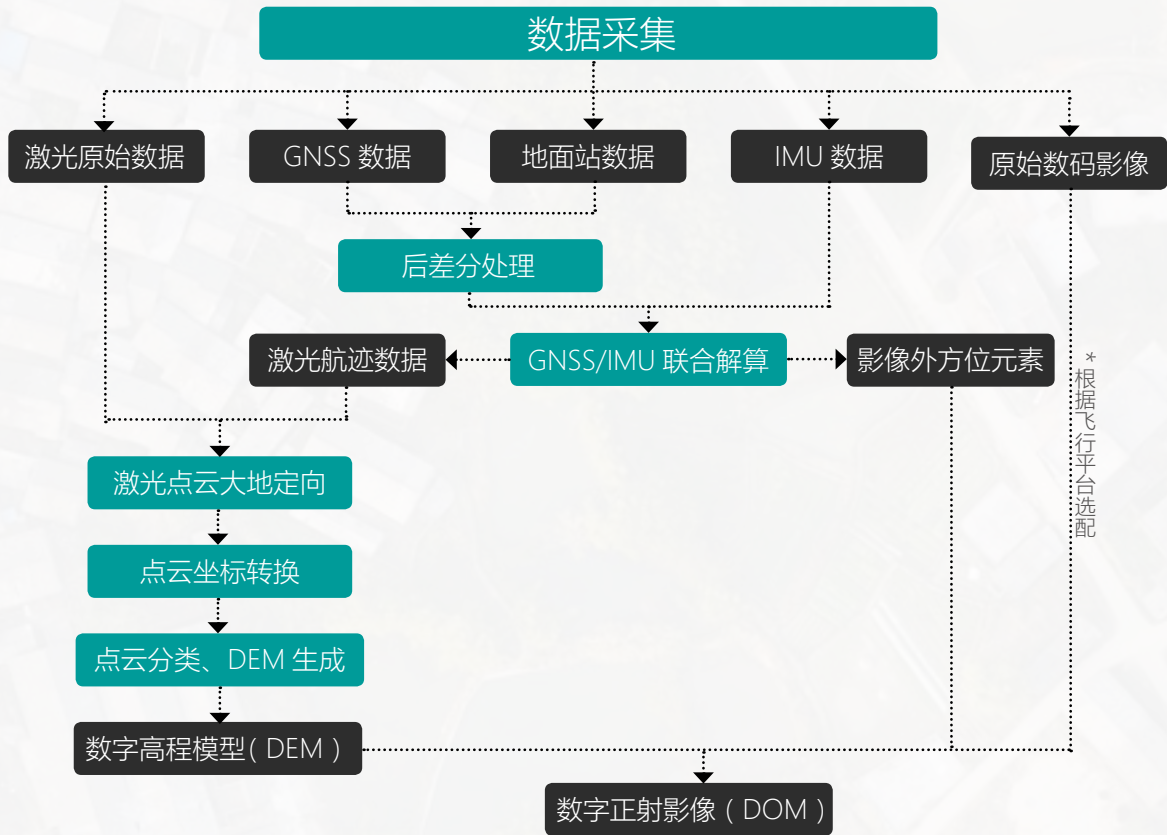 数据采集
激光原始数据
GNSS 数据
地面站数据
IMU 数据
原始数码影像
后差分处理
激光航迹数据
GNSS/IMU 联合解算
影像外方位元素
*根据飞行平台选配
激光点云大地定向
点云坐标转换
点云分类、DEM 生成
数字高程模型（DEM）
数字正射影像（DOM）